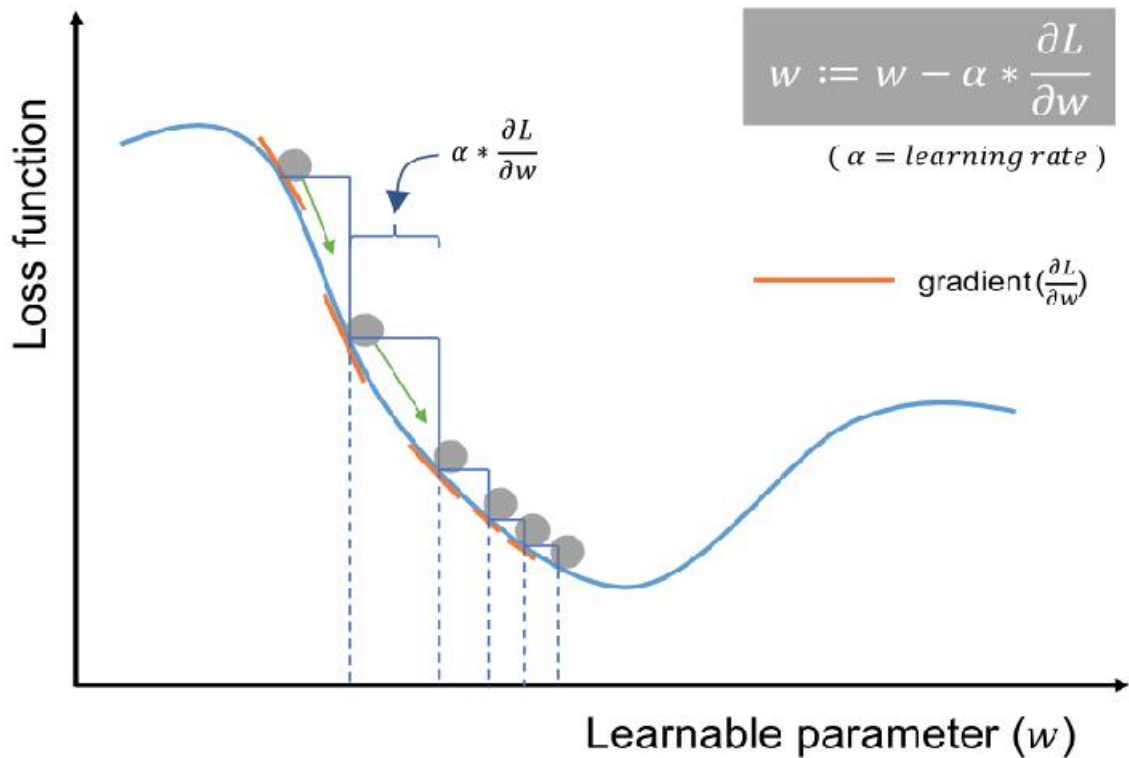 w := w − α * ∂L/∂w
( α = learning rate )
α * ∂L/∂w
gradient(∂L/∂w)
Loss function
Learnable parameter (w)